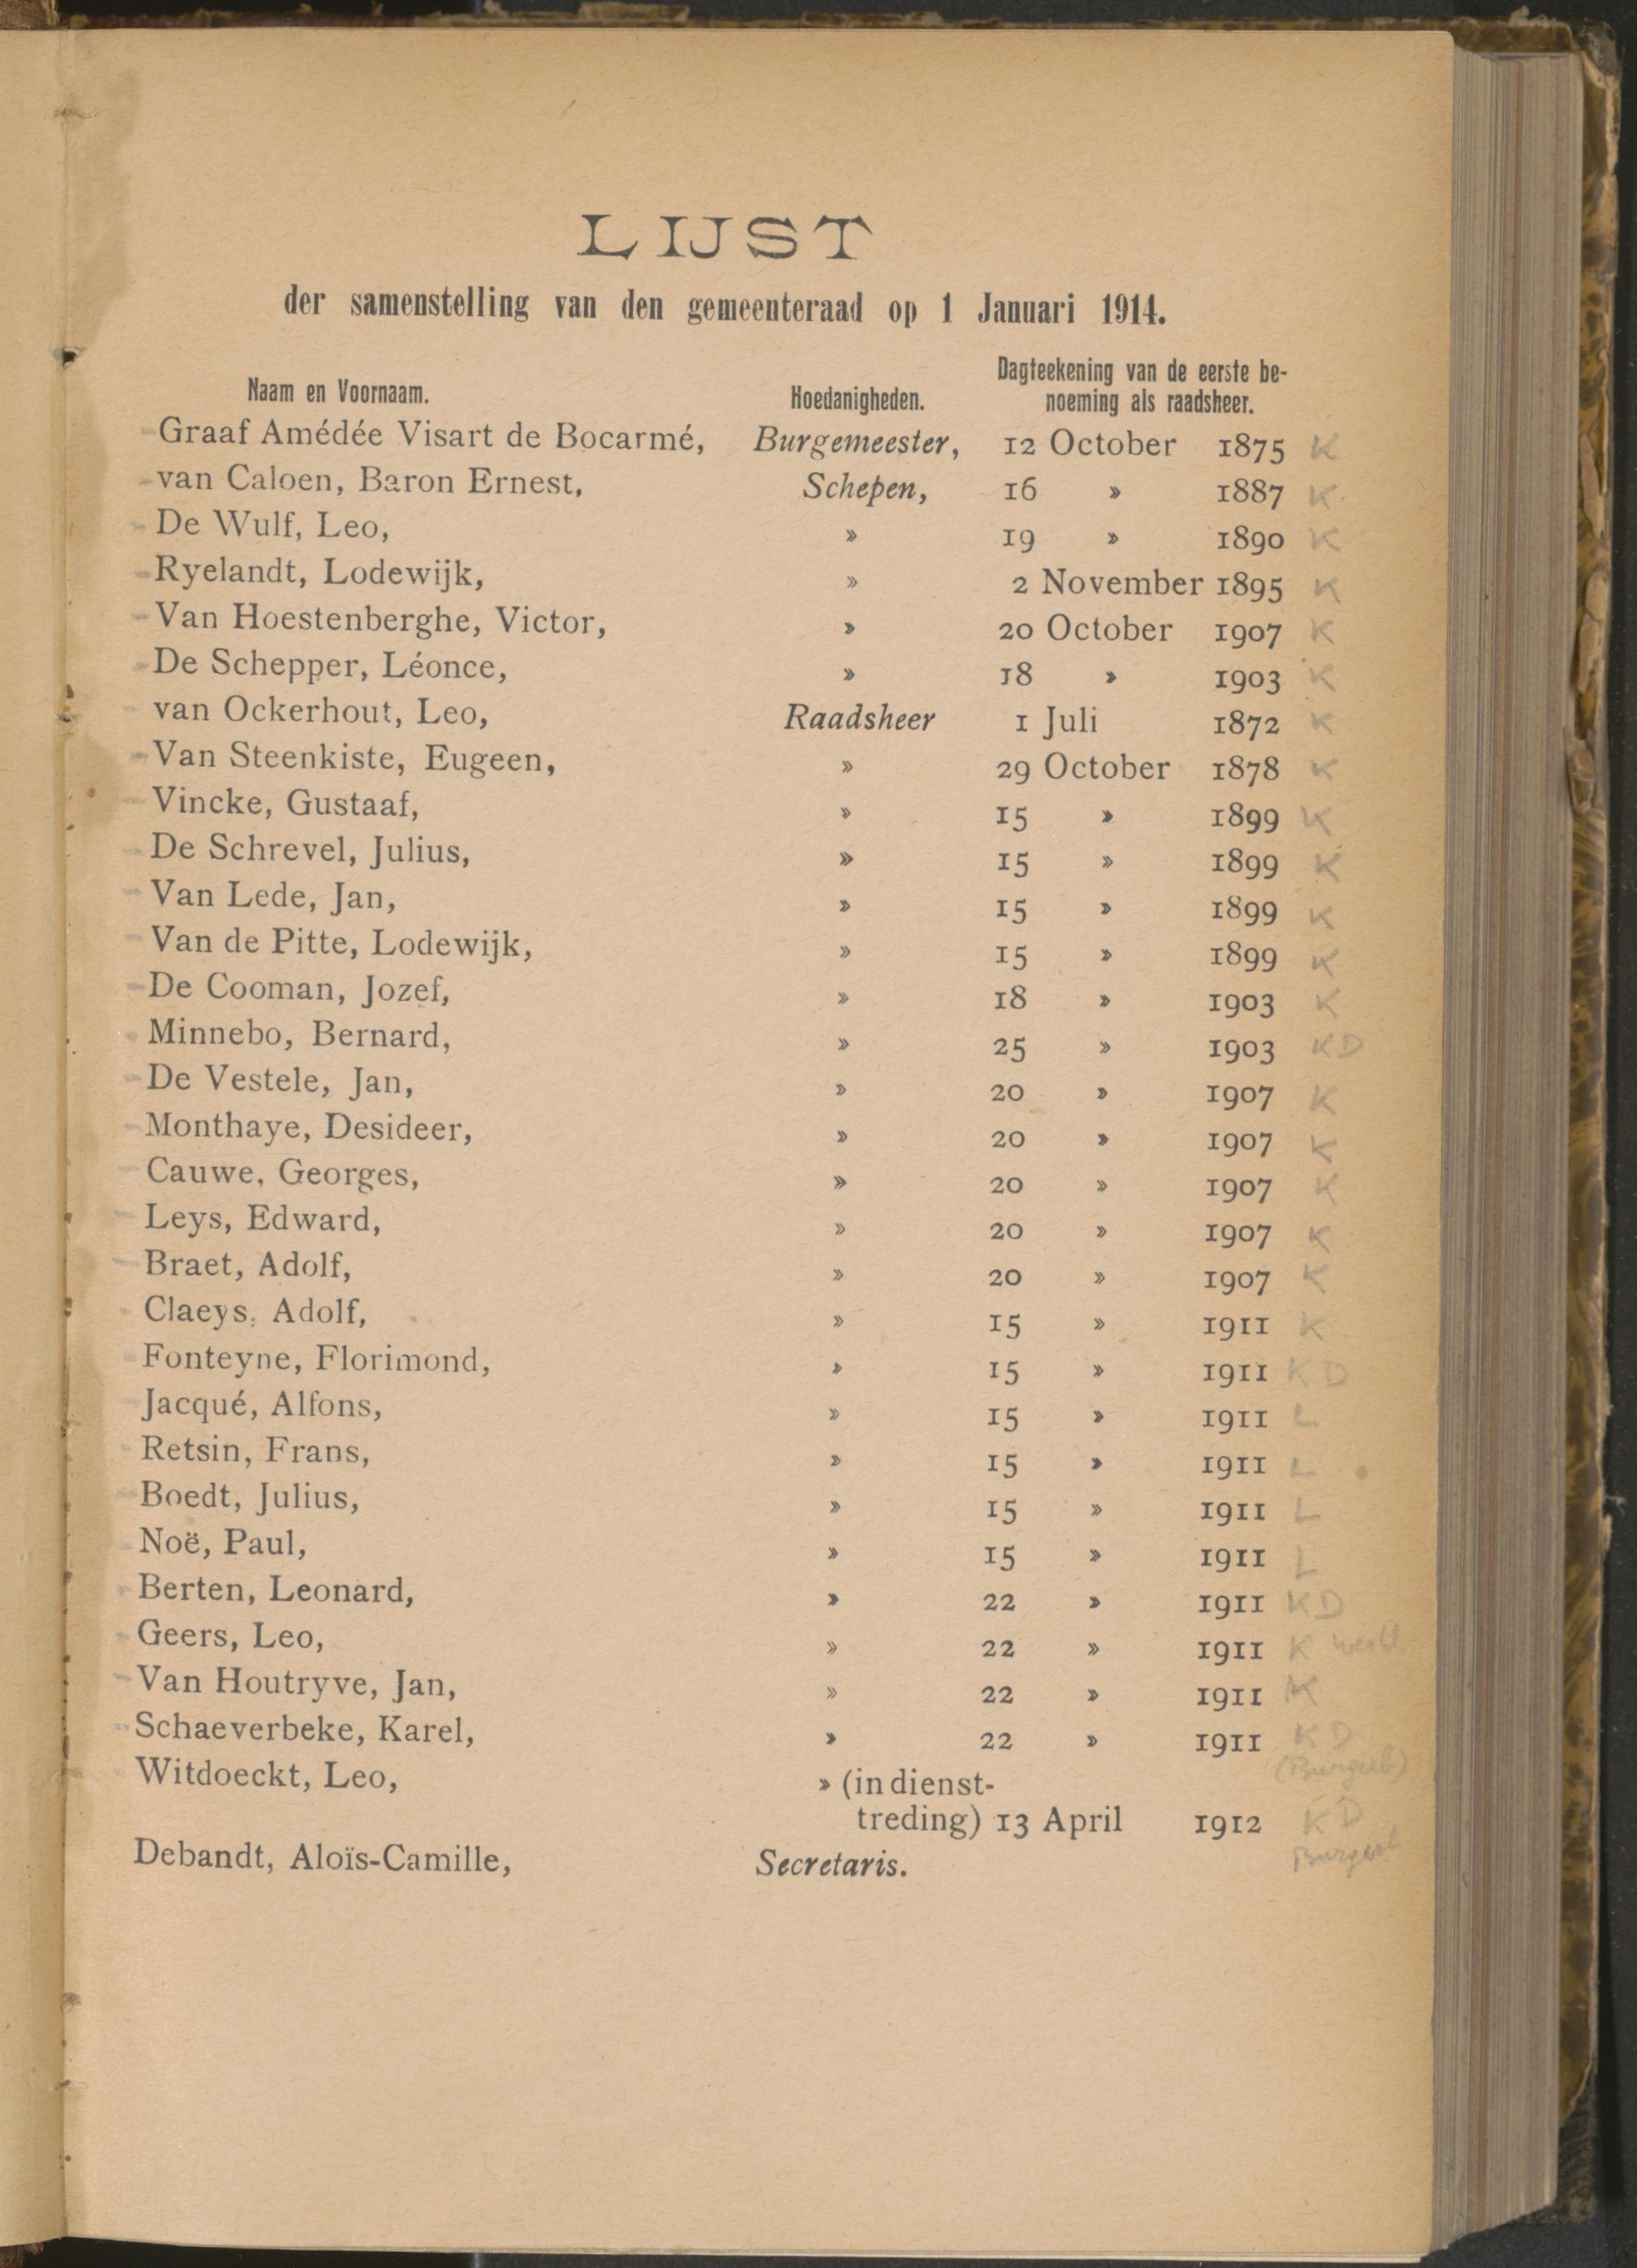 LIJST
der samenstelling van den gemeenteraad op 1 Januari 1914.
Naam en Voornaam. Hoedanigheden. Dagteekening van de eerste be-
noeming als raadsheer.
Graaf Amédée Visart de Bocarmé, Burgemeester, 12 October 1875 K
van Caloen, Baron Ernest, Schepen, 16 » 1887 K
De Wulf, Leo, » 19 » 1890 K
Ryelandt, Lodewijk, » 2 November 1895 K
Van Hoestenberghe, Victor, » 20 October 1907 K
De Schepper, Léonce, » 18 » 1903 K
van Ockerhout, Leo, Raadsheer 1 Juli 1872 K
Van Steenkiste, Eugeen, » 29 October 1878 K
Vincke, Gustaaf, » 15 » 1899 K
De Schrevel, Julius, » 15 » 1899 K
Van Lede, Jan, » 15 » 1899 K
Van de Pitte, Lodewijk, » 15 » 1899 K
De Cooman, Jozef, » 18 » 1903 K
Minnebo, Bernard, » 25 » 1903 KD
De Vestele, Jan, » 20 » 1907 K
Monthaye, Desideer, » 20 » 1907 K
Cauwe, Georges, » 20 » 1907 K
Leys, Edward, » 20 » 1907 K
Braet, Adolf, » 20 » 1907 K
Claeys, Adolf, » 15 » 1911 K
Fonteyne, Florimond, » 15 » 1911 KD
Jacqué, Alfons, » 15 » 1911 L
Retsin, Frans, » 15 » 1911 L
Boedt, Julius, » 15 » 1911 L
Noë, Paul, » 15 » 1911 L
Berten, Leonard, » 22 » 1911 KD
Geers, Leo, » 22 » 1911 K
Van Houtryve, Jan, » 22 » 1911 K
Schaeverbeke, Karel, » 22 » 1911 KD
(Burgerl)
Witdoeckt, Leo, » (in dienst-
treding) 13 April 1912 KD
Burgerl
Debandt, Aloïs-Camille, Secretaris.